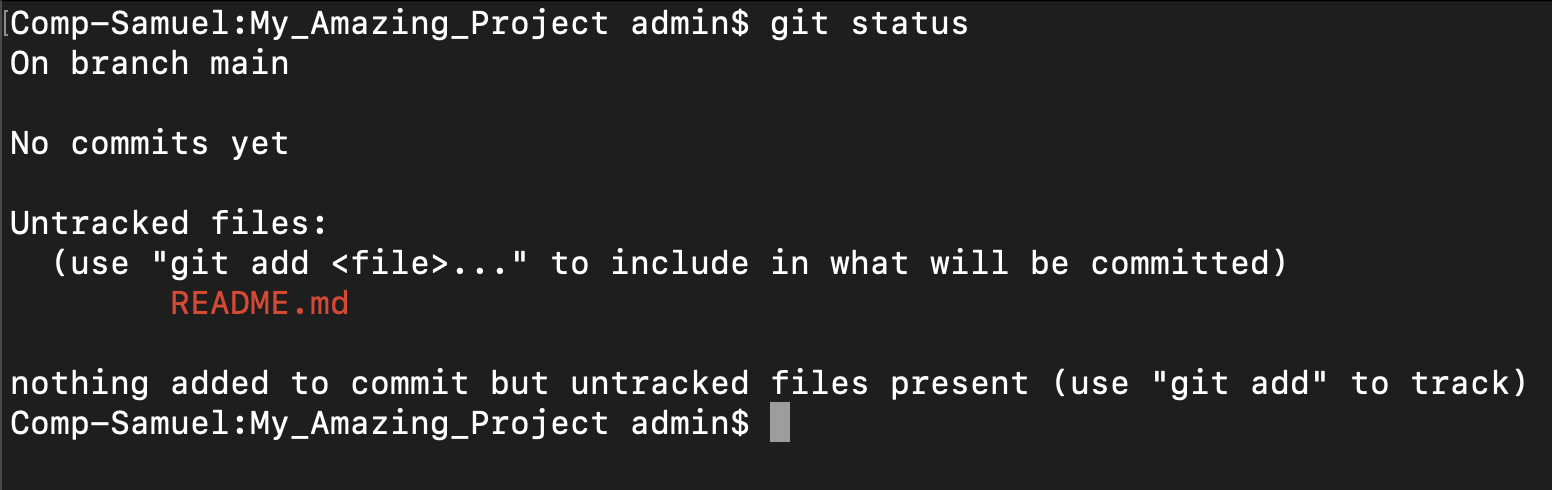 [Comp-Samuel:My_Amazing_Project admin$ git status
On branch main
No commits yet
Untracked files:
(use "git add <file>..." to include in what will be committed)
README.md
nothing added to commit but untracked files present (use "git add" to track)
Comp-Samuel:My_Amazing_Project admin$